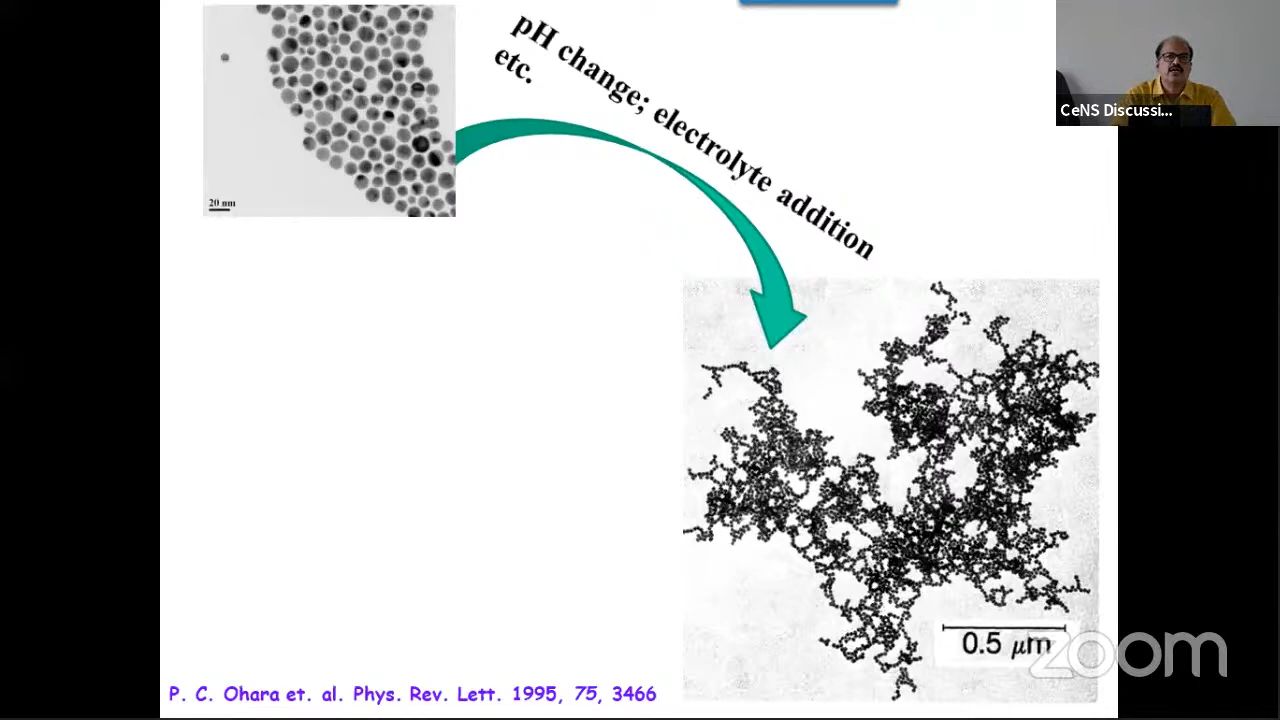 pH change; electrolyte addition
etc.
CeNS Discussi...
20 nm
0.5 μm
zoom
P. C. Ohara et. al. Phys. Rev. Lett. 1995, 75, 3466